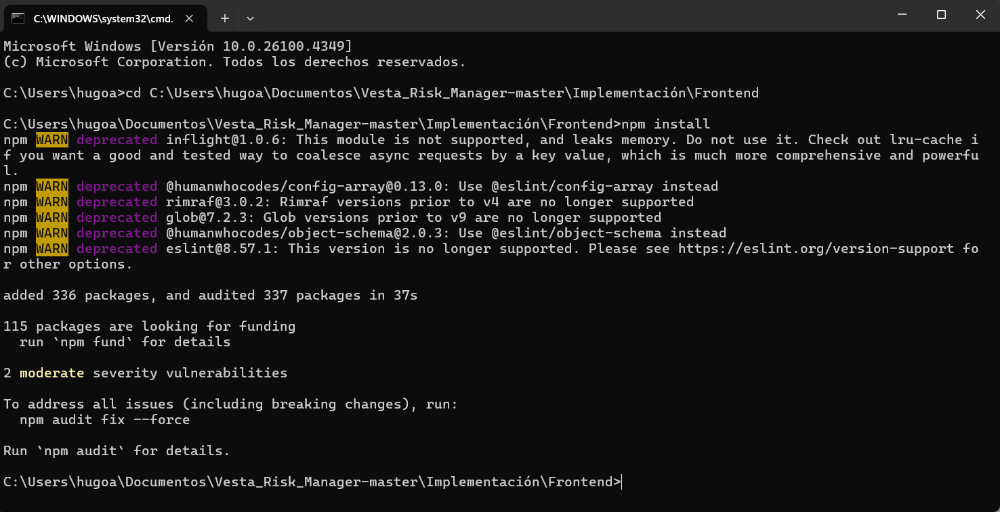 C:\WINDOWS\system32\cmd.
Microsoft Windows [Versión 10.0.26100.4349]
(c) Microsoft Corporation. Todos los derechos reservados.
C:\Users\hugoa>cd C:\Users\hugoa\Documentos\Vesta_Risk_Manager-master\Implementación\Frontend
C:\Users\hugoa\Documentos\Vesta_Risk_Manager-master\Implementación\Frontend>npm install
npm WARN deprecated inflight@1.0.6: This module is not supported, and leaks memory. Do not use it. Check out lru-cache i
f you want a good and tested way to coalesce async requests by a key value, which is much more comprehensive and powerfu
l.
npm WARN deprecated @humanwhocodes/config-array@0.13.0: Use @eslint/config-array instead
npm WARN deprecated rimraf@3.0.2: Rimraf versions prior to v4 are no longer supported
npm WARN deprecated glob@7.2.3: Glob versions prior to v9 are no longer supported
npm WARN deprecated @humanwhocodes/object-schema@2.0.3: Use @eslint/object-schema instead
npm WARN deprecated eslint@8.57.1: This version is no longer supported. Please see https://eslint.org/version-support fo
r other options.
added 336 packages, and audited 337 packages in 37s
115 packages are looking for funding
  run `npm fund` for details
2 moderate severity vulnerabilities
To address all issues (including breaking changes), run:
  npm audit fix --force
Run `npm audit` for details.
C:\Users\hugoa\Documentos\Vesta_Risk_Manager-master\Implementación\Frontend>